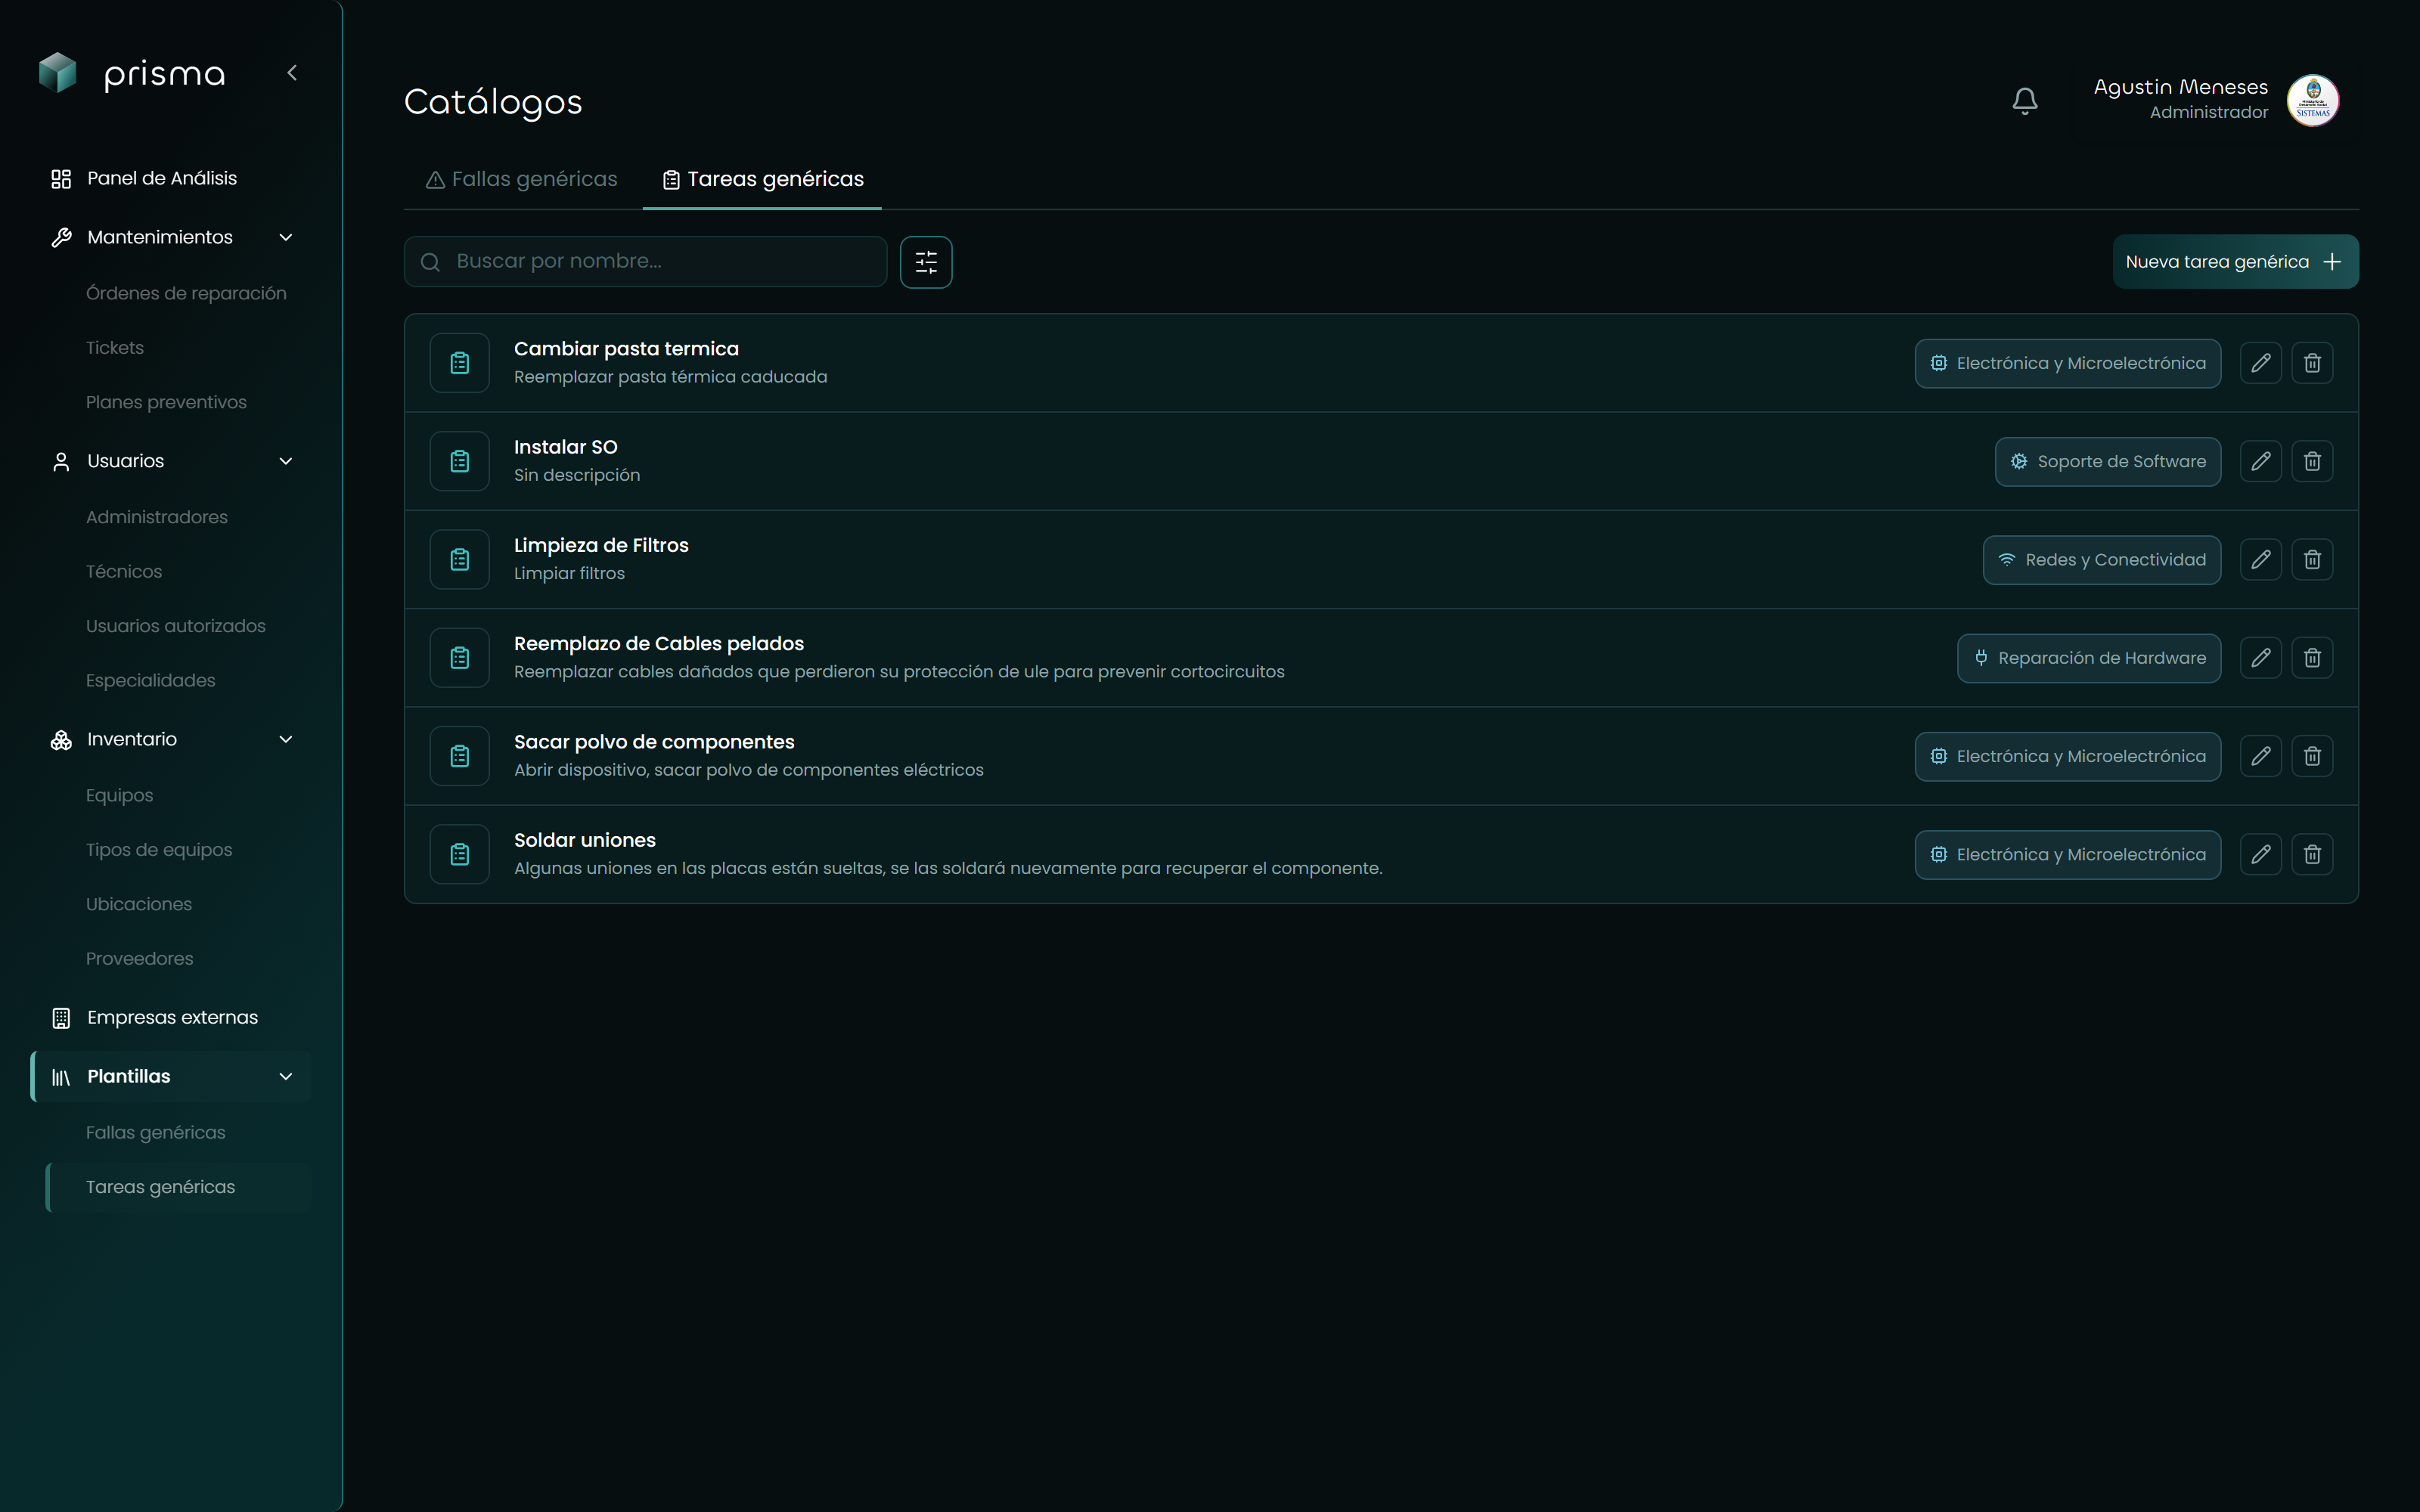 prisma
Panel de Análisis
Mantenimientos
Órdenes de reparación
Tickets
Planes preventivos
Usuarios
Administradores
Técnicos
Usuarios autorizados
Especialidades
Inventario
Equipos
Tipos de equipos
Ubicaciones
Proveedores
Empresas externas
Plantillas
Fallas genéricas
Tareas genéricas
Catálogos
Agustin Meneses
Administrador
SISTEMAS
Fallas genéricas
Tareas genéricas
Buscar por nombre...
Nueva tarea genérica
Cambiar pasta termica
Reemplazar pasta térmica caducada
Electrónica y Microelectrónica
Instalar SO
Sin descripción
Soporte de Software
Limpieza de Filtros
Limpiar filtros
Redes y Conectividad
Reemplazo de Cables pelados
Reemplazar cables dañados que perdieron su protección de ule para prevenir cortocircuitos
Reparación de Hardware
Sacar polvo de componentes
Abrir dispositivo, sacar polvo de componentes eléctricos
Electrónica y Microelectrónica
Soldar uniones
Algunas uniones en las placas están sueltas, se las soldará nuevamente para recuperar el componente.
Electrónica y Microelectrónica